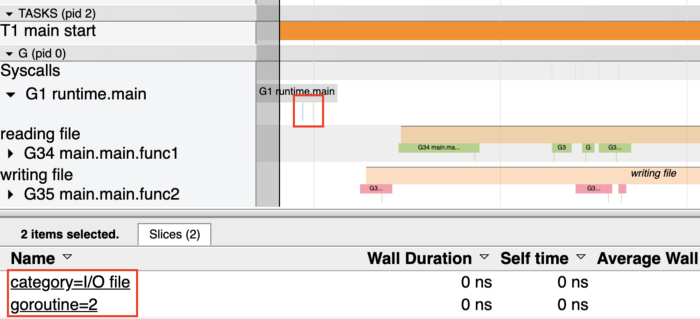 TASKS (pid 2)
T1 main start
G (pid 0)
Syscalls
G1 runtime.main
G1 runtime.main
reading file
G34 main.main.func1
G34 main.ma...
G3
G
G3...
writing file
writing file
G35 main.main.func2
G3...
G3...
2 items selected.
Slices (2)
Name Wall Duration Self time Average Wall
category=I/O file 0 ns 0 ns
goroutine=2 0 ns 0 ns